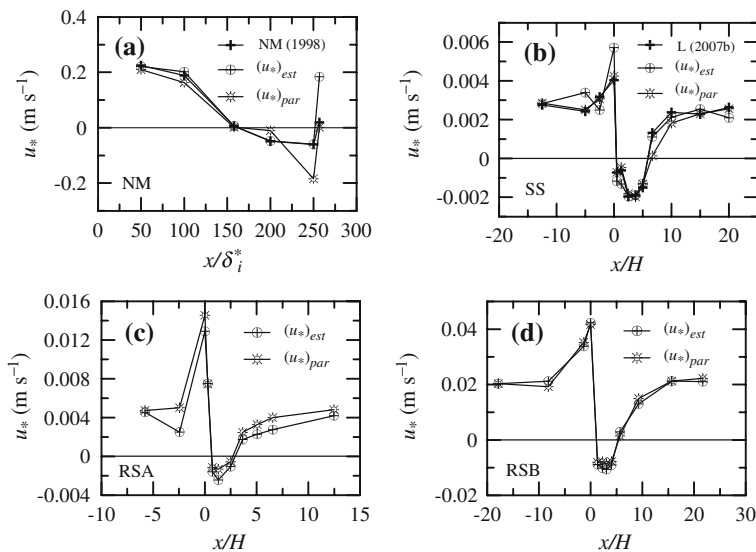 (a)
NM (1998)
(u*)est
(u*)par
0.4
0.2
0
-0.2
u* (m s⁻¹)
NM
0 50 100 150 200 250 300
x/δ*i
(b)
L (2007b)
(u*)est
(u*)par
0.006
0.004
0.002
0
-0.002
u* (m s⁻¹)
SS
-20 -10 0 10 20
x/H
(c)
(u*)est
(u*)par
0.016
0.012
0.008
0.004
0
-0.004
u* (m s⁻¹)
RSA
-10 -5 0 5 10 15
x/H
(d)
(u*)est
(u*)par
0.04
0.02
0
-0.02
u* (m s⁻¹)
RSB
-20 -10 0 10 20 30
x/H